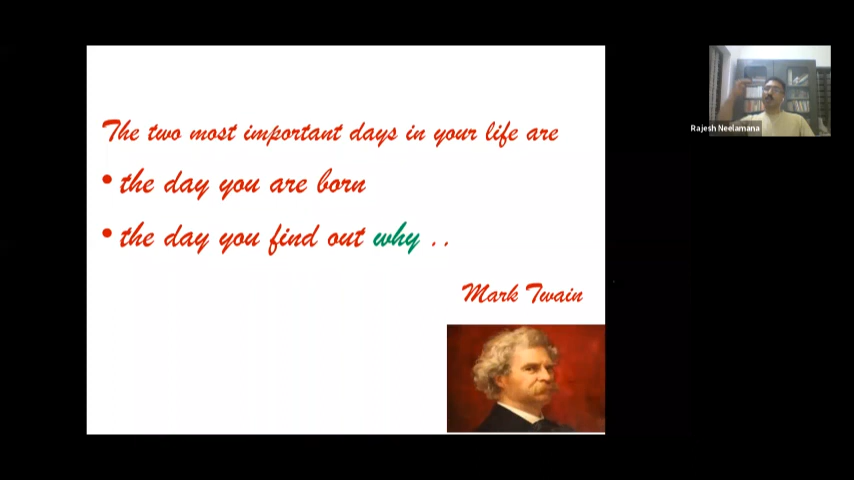 The two most important days in your life are
• the day you are born
• the day you find out why ..
Mark Twain
Rajesh Neelamana